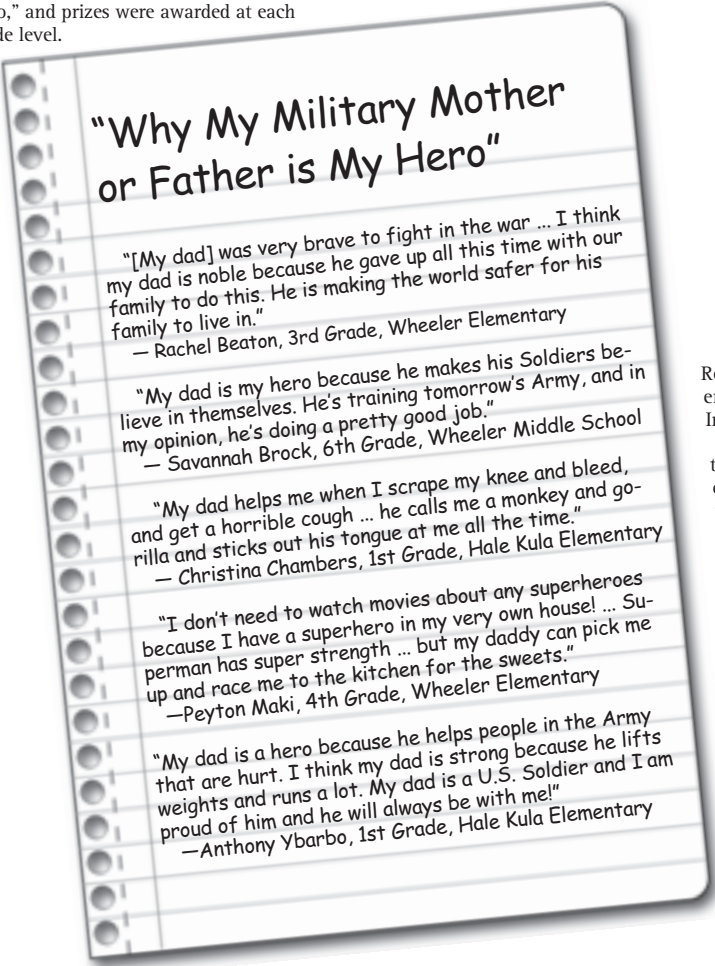 o,” and prizes were awarded at each
de level.
“Why My Military Mother
or Father is My Hero”
“[My dad] was very brave to fight in the war ... I think
my dad is noble because he gave up all this time with our
family to do this. He is making the world safer for his
family to live in.”
— Rachel Beaton, 3rd Grade, Wheeler Elementary
“My dad is my hero because he makes his Soldiers be-
lieve in themselves. He’s training tomorrow’s Army, and in
my opinion, he’s doing a pretty good job.”
— Savannah Brock, 6th Grade, Wheeler Middle School
“My dad helps me when I scrape my knee and bleed,
and get a horrible cough ... he calls me a monkey and go-
rilla and sticks out his tongue at me all the time.”
— Christina Chambers, 1st Grade, Hale Kula Elementary
“I don’t need to watch movies about any superheroes
because I have a superhero in my very own house! ... Su-
perman has super strength ... but my daddy can pick me
up and race me to the kitchen for the sweets.”
—Peyton Maki, 4th Grade, Wheeler Elementary
“My dad is a hero because he helps people in the Army
that are hurt. I think my dad is strong because he lifts
weights and runs a lot. My dad is a U.S. Soldier and I am
proud of him and he will always be with me!”
—Anthony Ybarbo, 1st Grade, Hale Kula Elementary